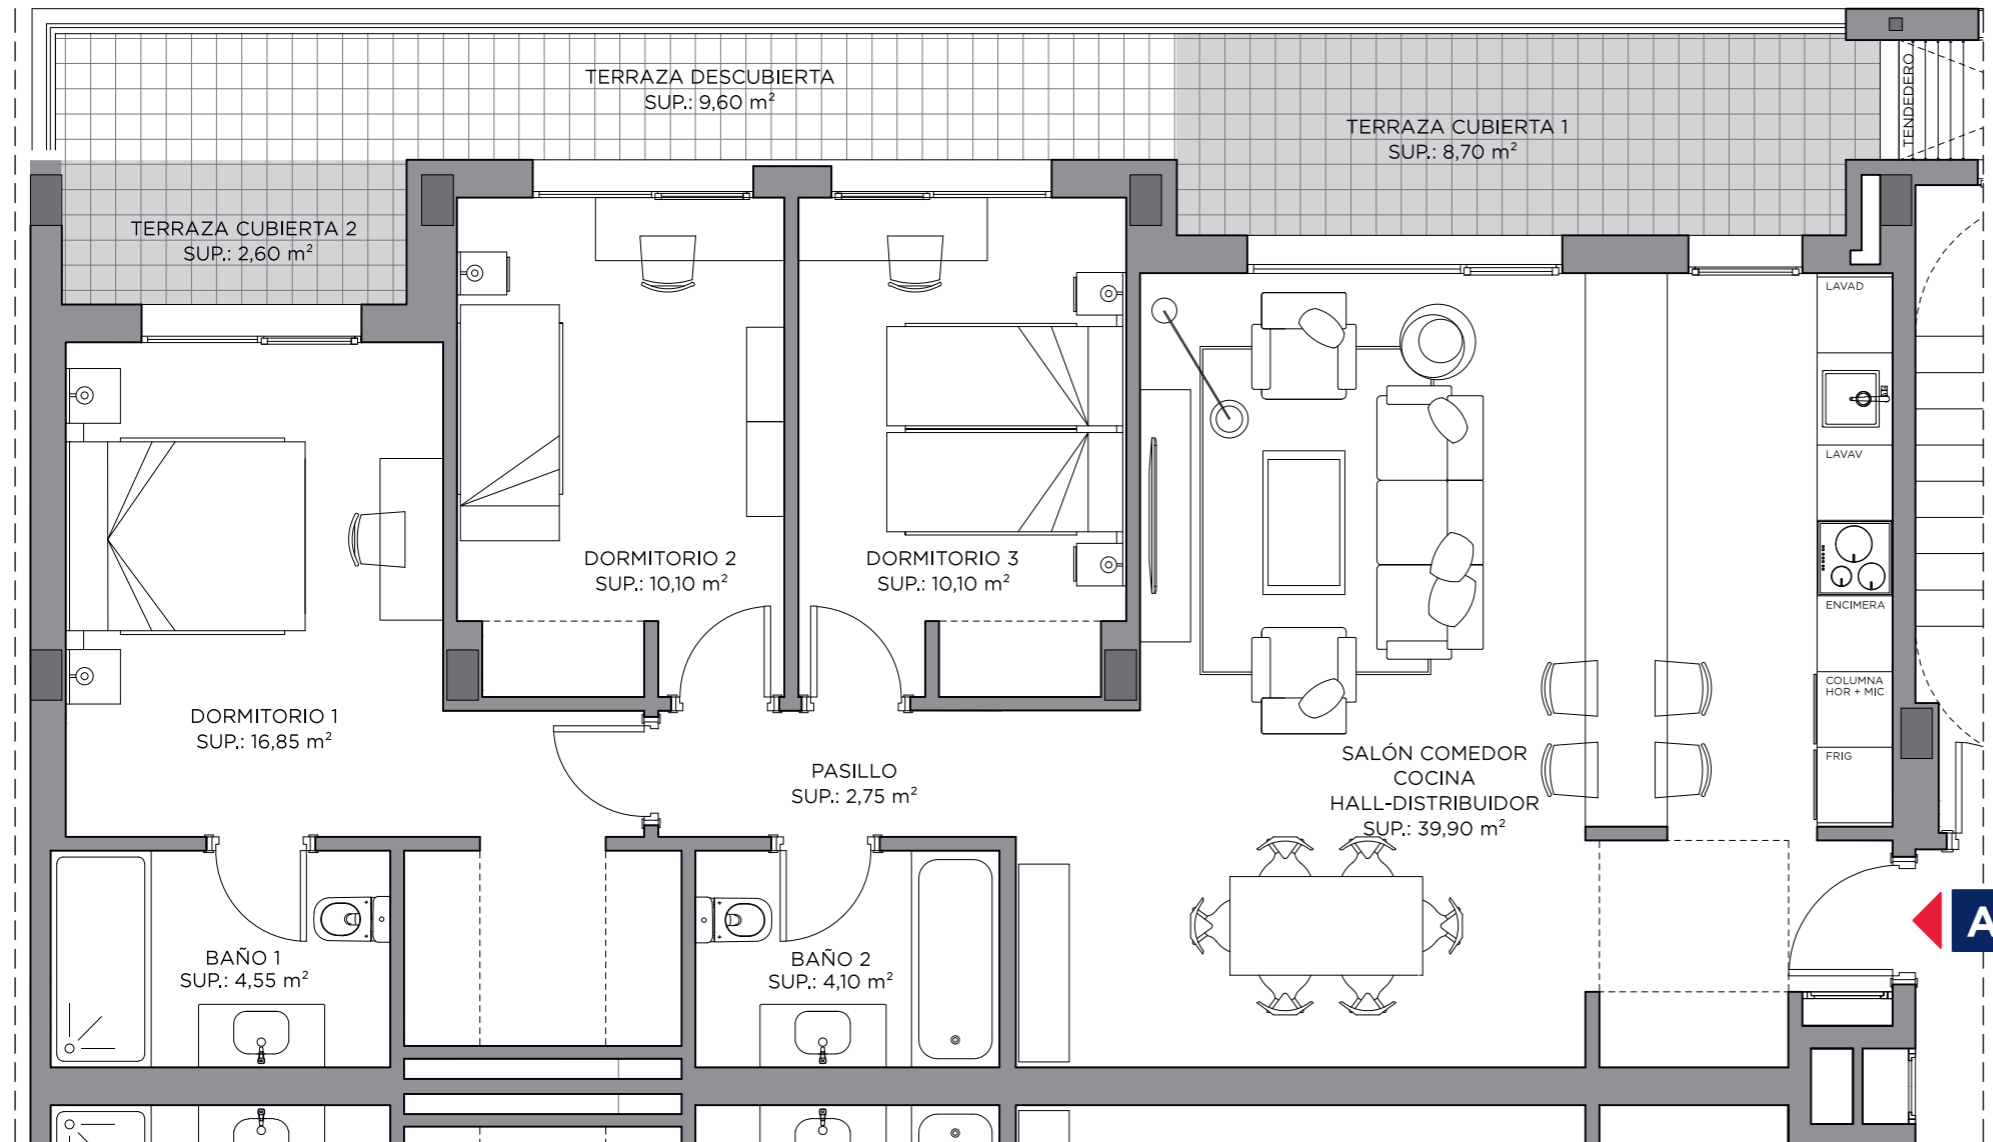 TERRAZA DESCUBIERTA
SUP.: 9,60 m²
TERRAZA CUBIERTA 1
SUP.: 8,70 m²
TENDEDERO
TERRAZA CUBIERTA 2
SUP.: 2,60 m²
LAVAD
LAVAV
ENCIMERA
COLUMNA
HOR + MIC
FRIG
DORMITORIO 2
SUP.: 10,10 m²
DORMITORIO 3
SUP.: 10,10 m²
DORMITORIO 1
SUP.: 16,85 m²
PASILLO
SUP.: 2,75 m²
SALÓN COMEDOR
COCINA
HALL-DISTRIBUIDOR
SUP.: 39,90 m²
A
BAÑO 1
SUP.: 4,55 m²
BAÑO 2
SUP.: 4,10 m²